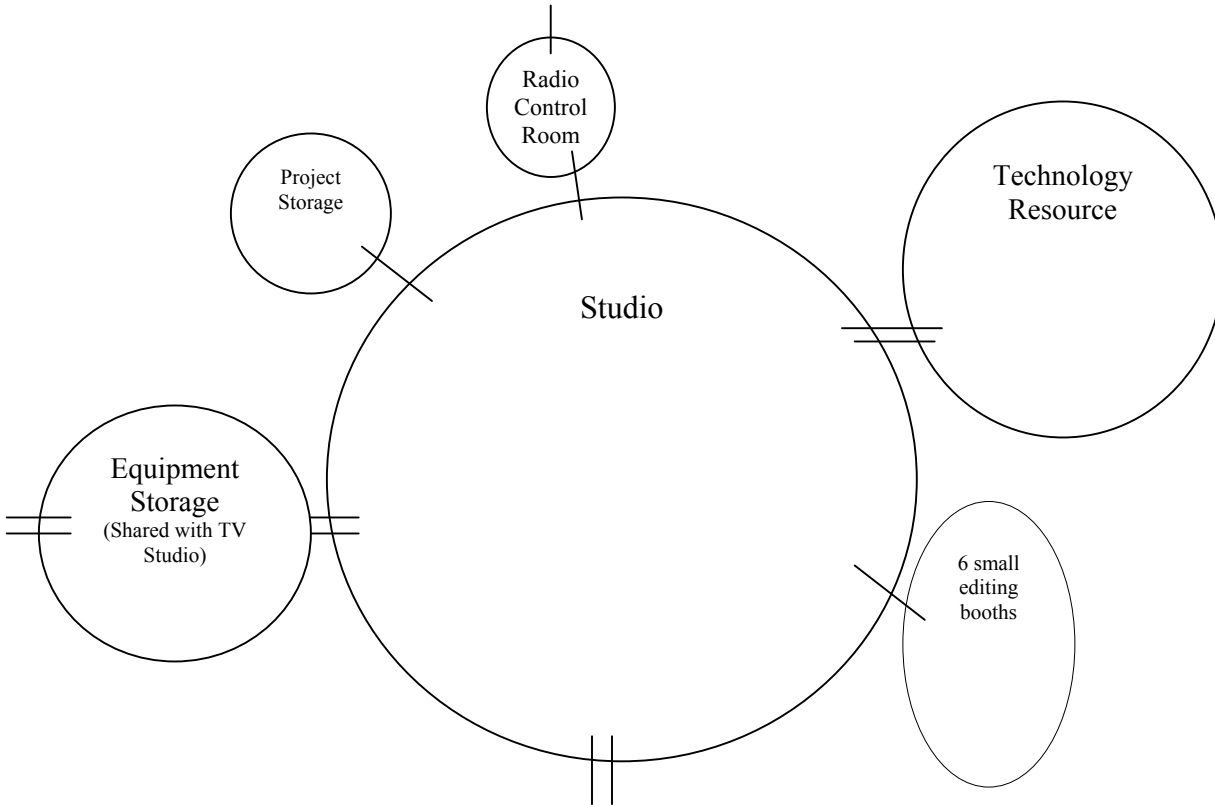 Radio
Control
Room
Project
Storage
Technology
Resource
Studio
Equipment
Storage
(Shared with TV
Studio)
6 small
editing
booths